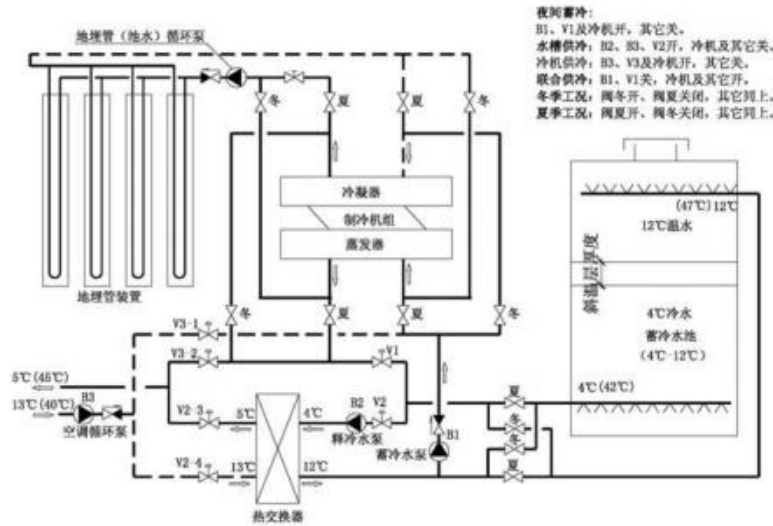 夜间蓄冷:
B1、V1及冷机开,其它关。
水槽供冷:B2、B3、V2开,冷机及其它关。
冷机供冷:B3、V3及冷机开,其它关。
联合供冷:B1、V1关,冷机及其它开。
冬季工况:阀冬开、阀夏关闭,其它同上。
夏季工况:阀夏开、阀冬关闭,其它同上。
地埋管(池水)循环泵
冬
夏
夏
冬
冷凝器
制冷机组
蒸发器
(47℃)12℃
12℃温水
斜温层厚度
地埋管装置
冬
夏
夏
冬
4℃冷水
蓄冷水池
(4℃-12℃)
V3-1
V3-2
V1
5℃(45℃)
4℃(42℃)
B3
13℃(40℃)
空调循环泵
V2-3
5℃
4℃
B2
V2
释冷水泵
B1
蓄冷水泵
夏
冬
冬
夏
V2-4
13℃
12℃
热交换器